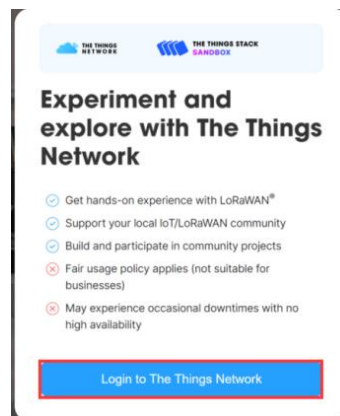 THE THINGS
NETWORK
THE THINGS STACK
SANDBOX
Experiment and
explore with The Things
Network
Get hands-on experience with LoRaWAN®
Support your local IoT/LoRaWAN community
Build and participate in community projects
Fair usage policy applies (not suitable for
businesses)
May experience occasional downtimes with no
high availability
Login to The Things Network